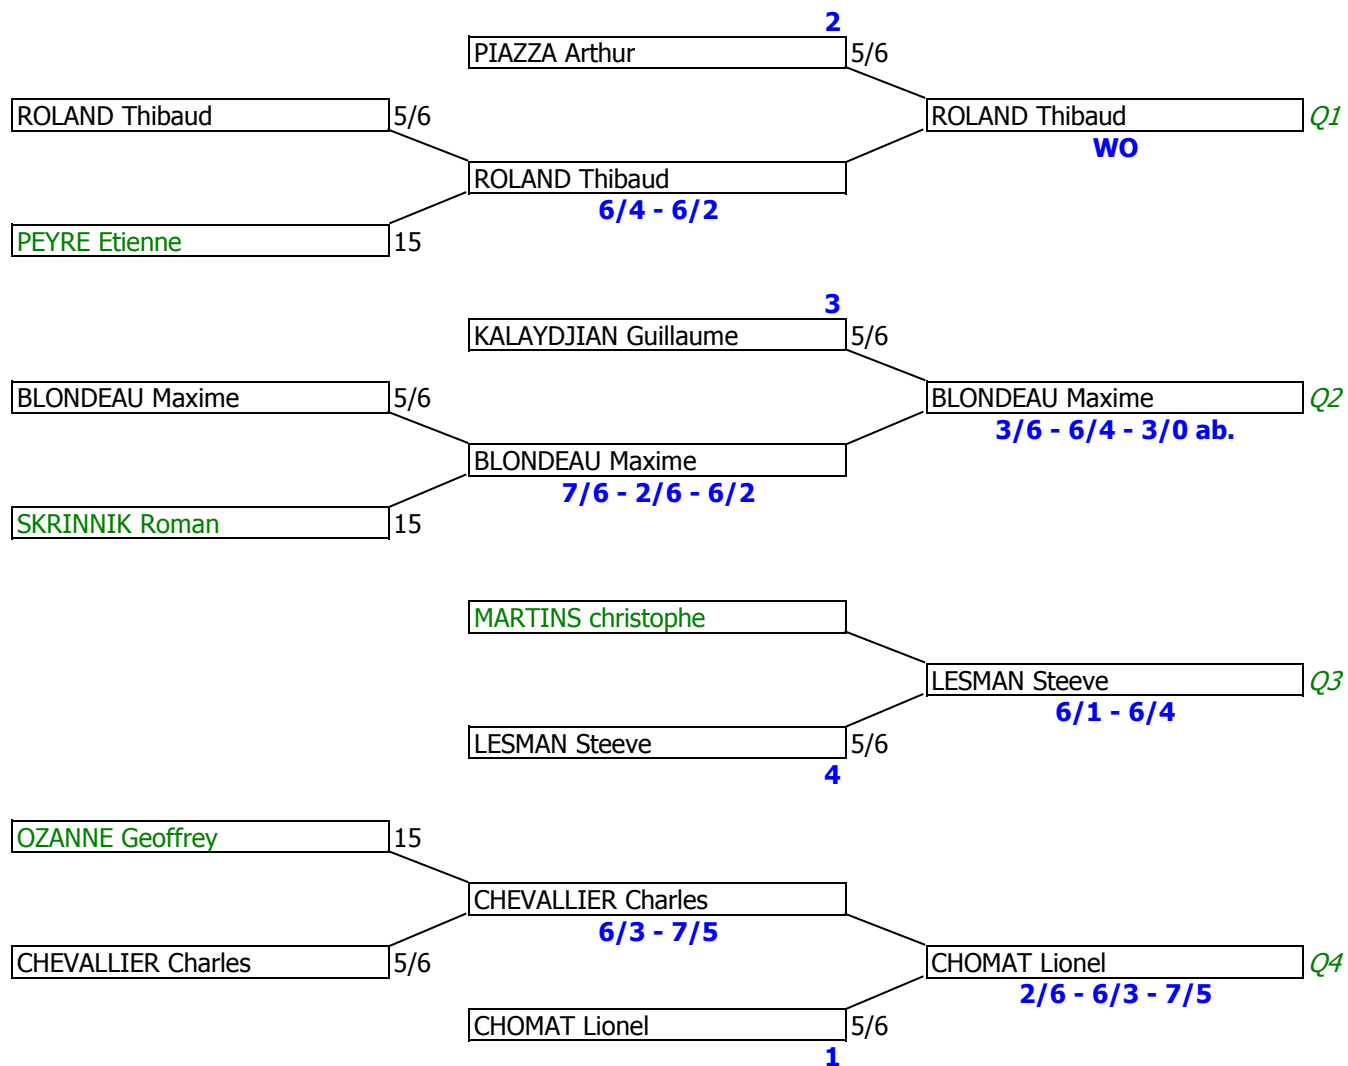 2
PIAZZA Arthur 5/6
ROLAND Thibaud 5/6 ROLAND Thibaud Q1
WO
ROLAND Thibaud
6/4 - 6/2
PEYRE Etienne 15
3
KALAYDJIAN Guillaume 5/6
BLONDEAU Maxime 5/6 BLONDEAU Maxime Q2
3/6 - 6/4 - 3/0 ab.
BLONDEAU Maxime
7/6 - 2/6 - 6/2
SKRINNIK Roman 15
MARTINS christophe
LESMAN Steeve Q3
6/1 - 6/4
LESMAN Steeve 5/6
4
OZANNE Geoffrey 15
CHEVALLIER Charles
6/3 - 7/5
CHEVALLIER Charles 5/6 CHOMAT Lionel Q4
2/6 - 6/3 - 7/5
CHOMAT Lionel 5/6
1